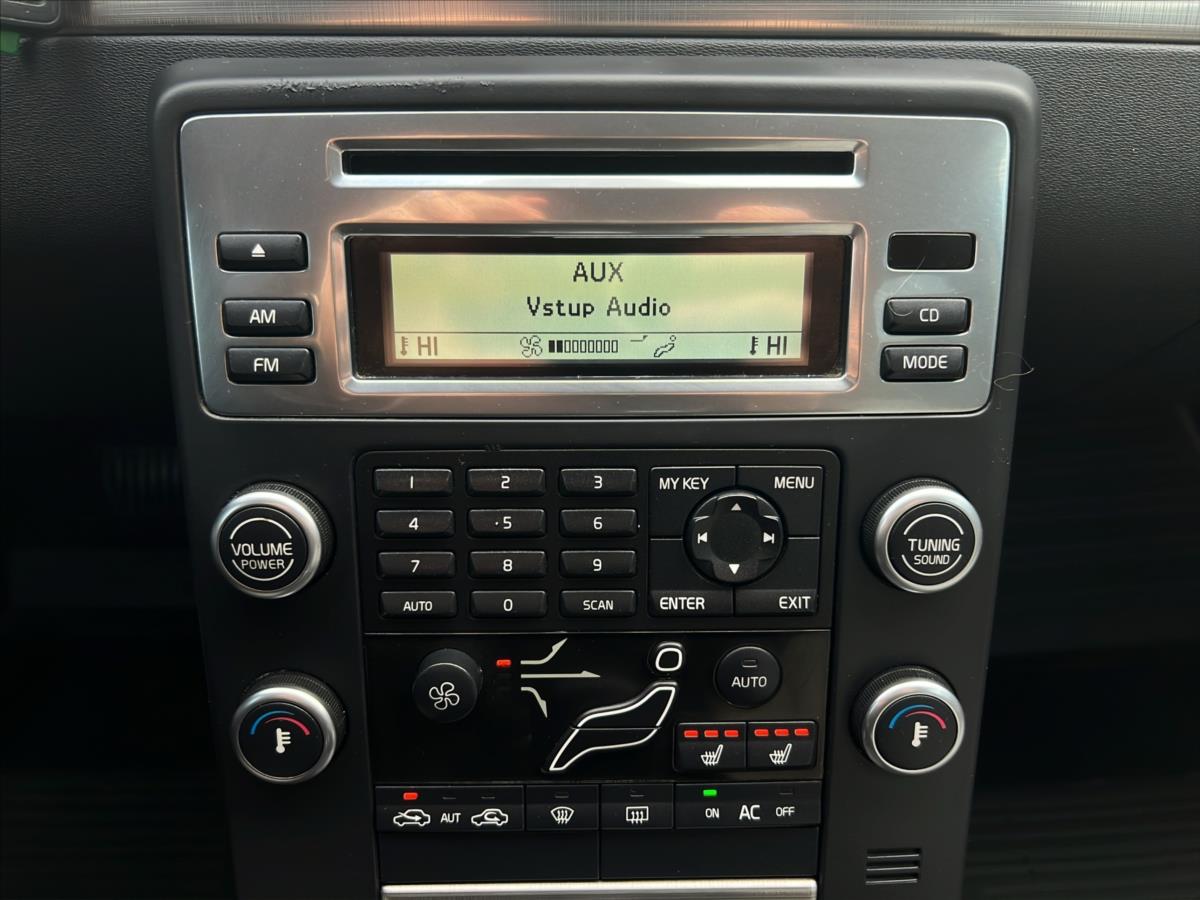 AUX
Vstup Audio
HI HI
AM
FM
CD
MODE
1 2 3
4 5 6
7 8 9
AUTO 0 SCAN
MY KEY MENU
ENTER EXIT
VOLUME
POWER
TUNING
SOUND
AUTO
AUT
ON AC OFF